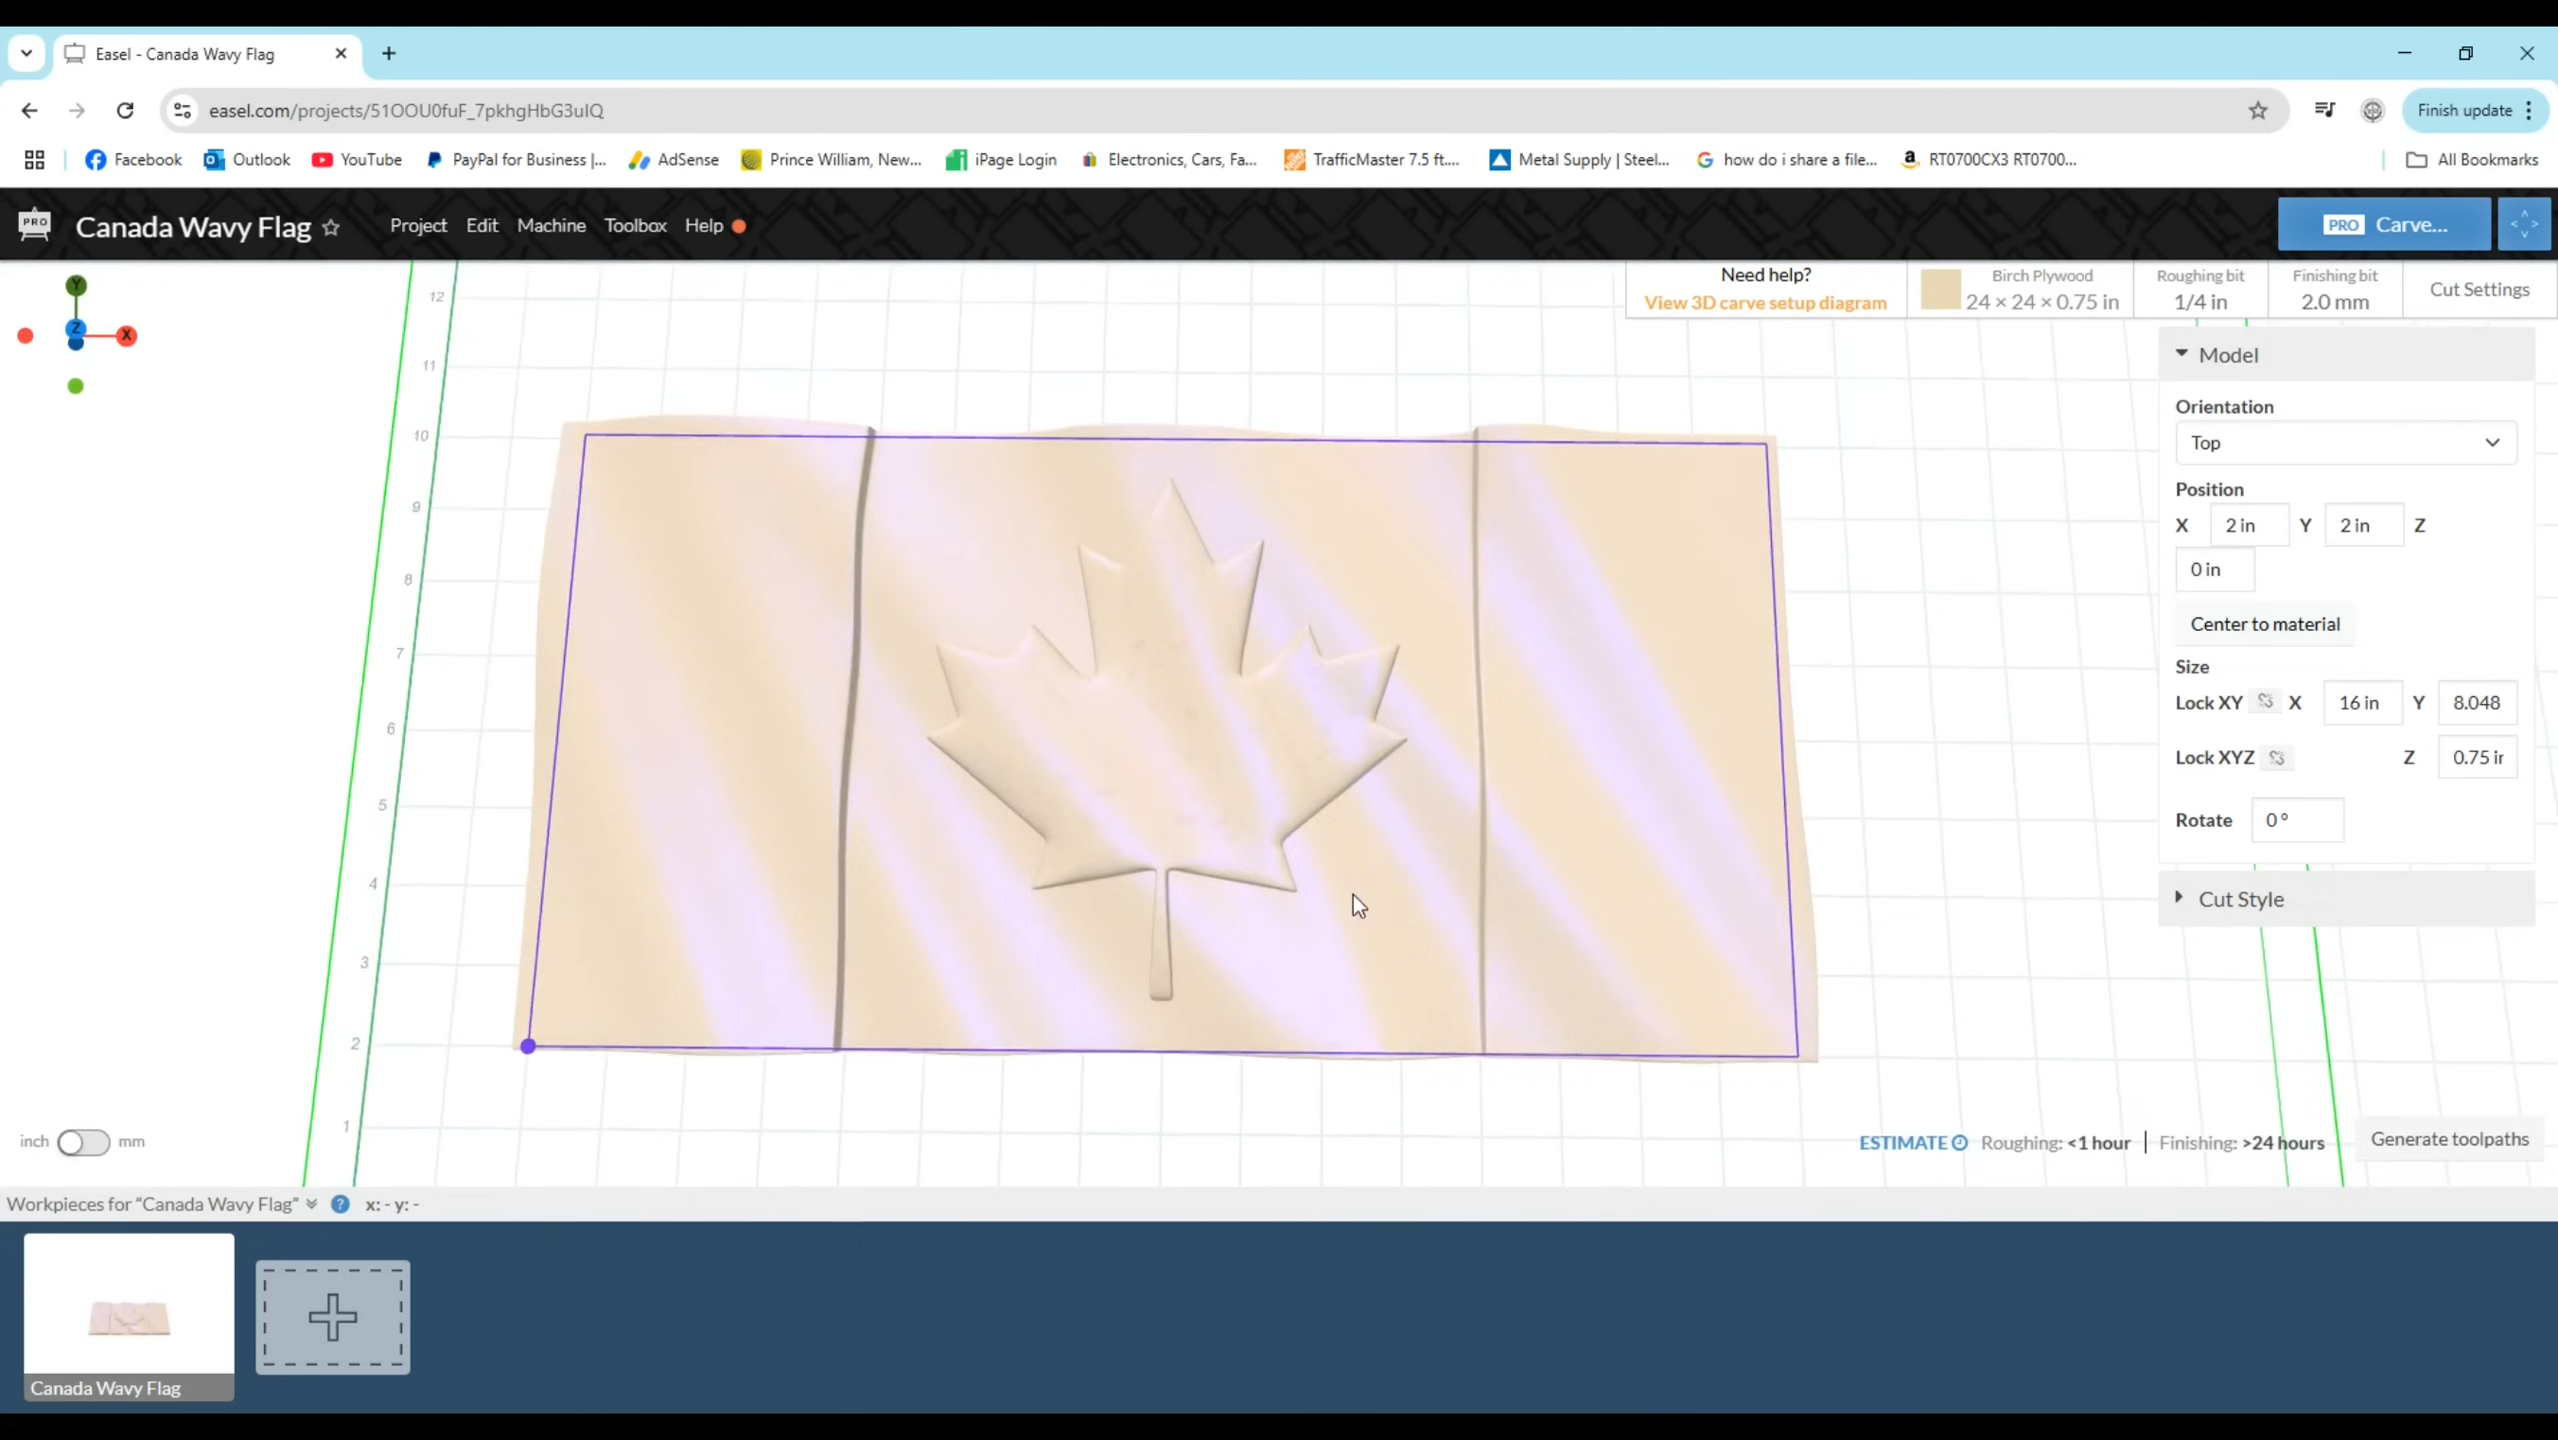 Easel - Canada Wavy Flag
easel.com/projects/51OOU0fuF_7pkhgHbG3uIQ
Finish update
Facebook
Outlook
YouTube
PayPal for Business |...
AdSense
Prince William, New...
iPage Login
Electronics, Cars, Fa...
TrafficMaster 7.5 ft....
Metal Supply | Steel...
how do i share a file...
RT0700CX3 RT0700...
All Bookmarks
PRO
Canada Wavy Flag
Project
Edit
Machine
Toolbox
Help
PRO Carve...
Y
Z
X
12
11
10
9
8
7
6
5
4
3
2
1
Need help?
View 3D carve setup diagram
Birch Plywood
24 × 24 × 0.75 in
Roughing bit
1/4 in
Finishing bit
2.0 mm
Cut Settings
Model
Orientation
Top
Position
X 2 in Y 2 in Z
0 in
Center to material
Size
Lock XY X 16 in Y 8.048
Lock XYZ Z 0.75 ir
Rotate 0 °
Cut Style
inch mm
ESTIMATE Roughing: <1 hour | Finishing: >24 hours
Generate toolpaths
Workpieces for “Canada Wavy Flag” ? x: - y: -
Canada Wavy Flag